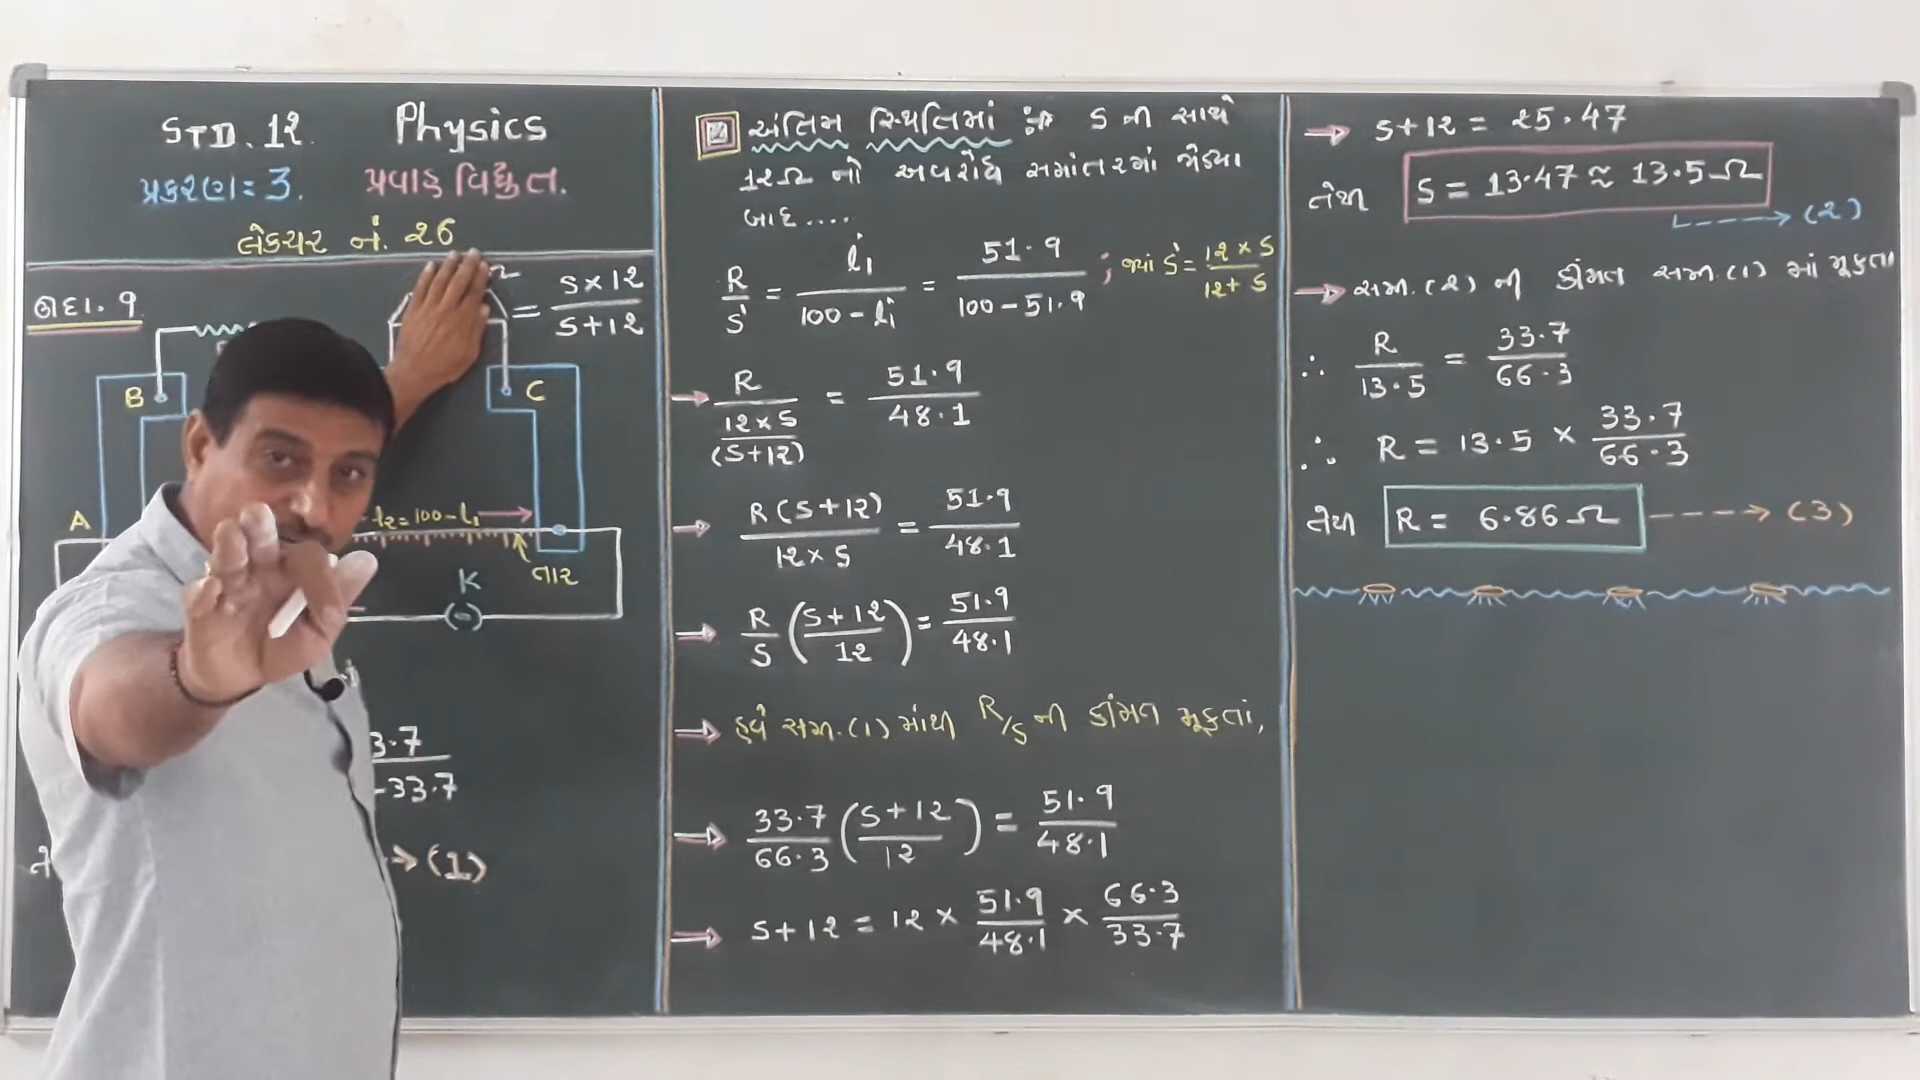 STD. 12. Physics
પ્રકરણ = 3. પ્રવાહ વિદ્યુત.
લેક્ચર નં. 26
ઉદા. ૧
= S × 12 / S + 12
B
C
A
l2 = 100 - l1
તાર
K
3.7 / -33.7
→ (1)
અંતિમ સ્થિતિમાં :→ S ની સાથે
12Ω નો અવરોધ સમાંતરમાં જોડ્યા
બાદ....
R / S' = l1 / 100 - l1 = 51.9 / 100 - 51.9 ; જ્યાં S' = 12 × S / 12 + S
→ R / 12 × S / (S+12) = 51.9 / 48.1
→ R (S + 12) / 12 × S = 51.9 / 48.1
→ R / S (S + 12 / 12) = 51.9 / 48.1
→ હવે સમી. (1) માંથી R/S ની કીંમત મૂકતાં,
→ 33.7 / 66.3 (S + 12 / 12) = 51.9 / 48.1
→ S + 12 = 12 × 51.9 / 48.1 × 66.3 / 33.7
→ S + 12 = 25.47
તેથી S = 13.47 ≈ 13.5 Ω
----> (2)
→ સમી. (2) ની કીંમત સમી. (1) માં મૂકતા
∴ R / 13.5 = 33.7 / 66.3
∴ R = 13.5 × 33.7 / 66.3
તેથી R = 6.86 Ω ----> (3)